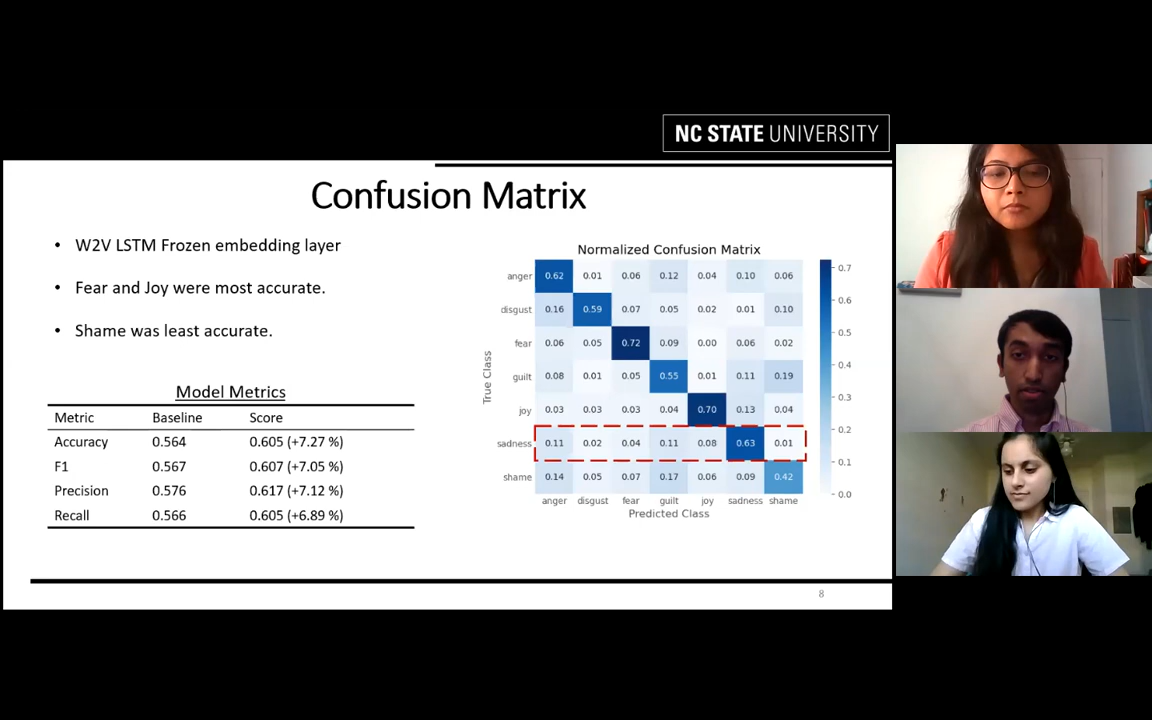 NC STATE UNIVERSITY
Confusion Matrix
• W2V LSTM Frozen embedding layer
• Fear and Joy were most accurate.
• Shame was least accurate.
Model Metrics
Metric Baseline Score
Accuracy 0.564 0.605 (+7.27 %)
F1 0.567 0.607 (+7.05 %)
Precision 0.576 0.617 (+7.12 %)
Recall 0.566 0.605 (+6.89 %)
Normalized Confusion Matrix
True Class
anger 0.62 0.01 0.06 0.12 0.04 0.10 0.06
disgust 0.16 0.59 0.07 0.05 0.02 0.01 0.10
fear 0.06 0.05 0.72 0.09 0.00 0.06 0.02
guilt 0.08 0.01 0.05 0.55 0.01 0.11 0.19
joy 0.03 0.03 0.03 0.04 0.70 0.13 0.04
sadness 0.11 0.02 0.04 0.11 0.08 0.63 0.01
shame 0.14 0.05 0.07 0.17 0.06 0.09 0.42
anger disgust fear guilt joy sadness shame
Predicted Class
0.7
0.6
0.5
0.4
0.3
0.2
0.1
0.0
8